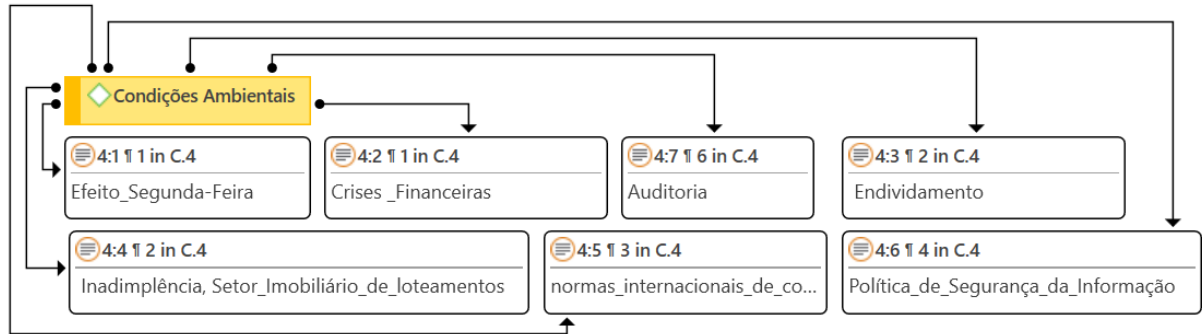 Condições Ambientais
4:1 ¶ 1 in C.4
Efeito_Segunda-Feira
4:2 ¶ 1 in C.4
Crises _Financeiras
4:7 ¶ 6 in C.4
Auditoria
4:3 ¶ 2 in C.4
Endividamento
4:4 ¶ 2 in C.4
Inadimplência, Setor_Imobiliário_de_loteamentos
4:5 ¶ 3 in C.4
normas_internacionais_de_co...
4:6 ¶ 4 in C.4
Política_de_Segurança_da_Informação